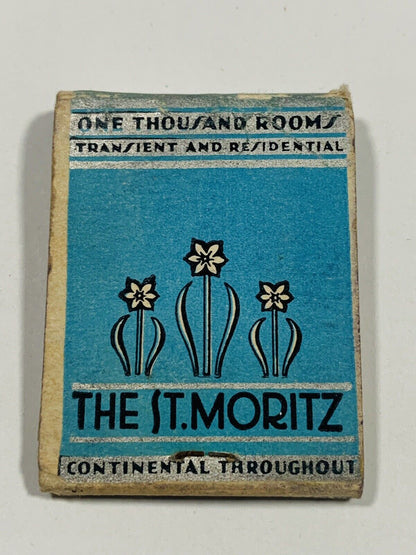 ONE THOUSAND ROOMS
TRANSIENT AND RESIDENTIAL
THE ST. MORITZ
CONTINENTAL THROUGHOUT